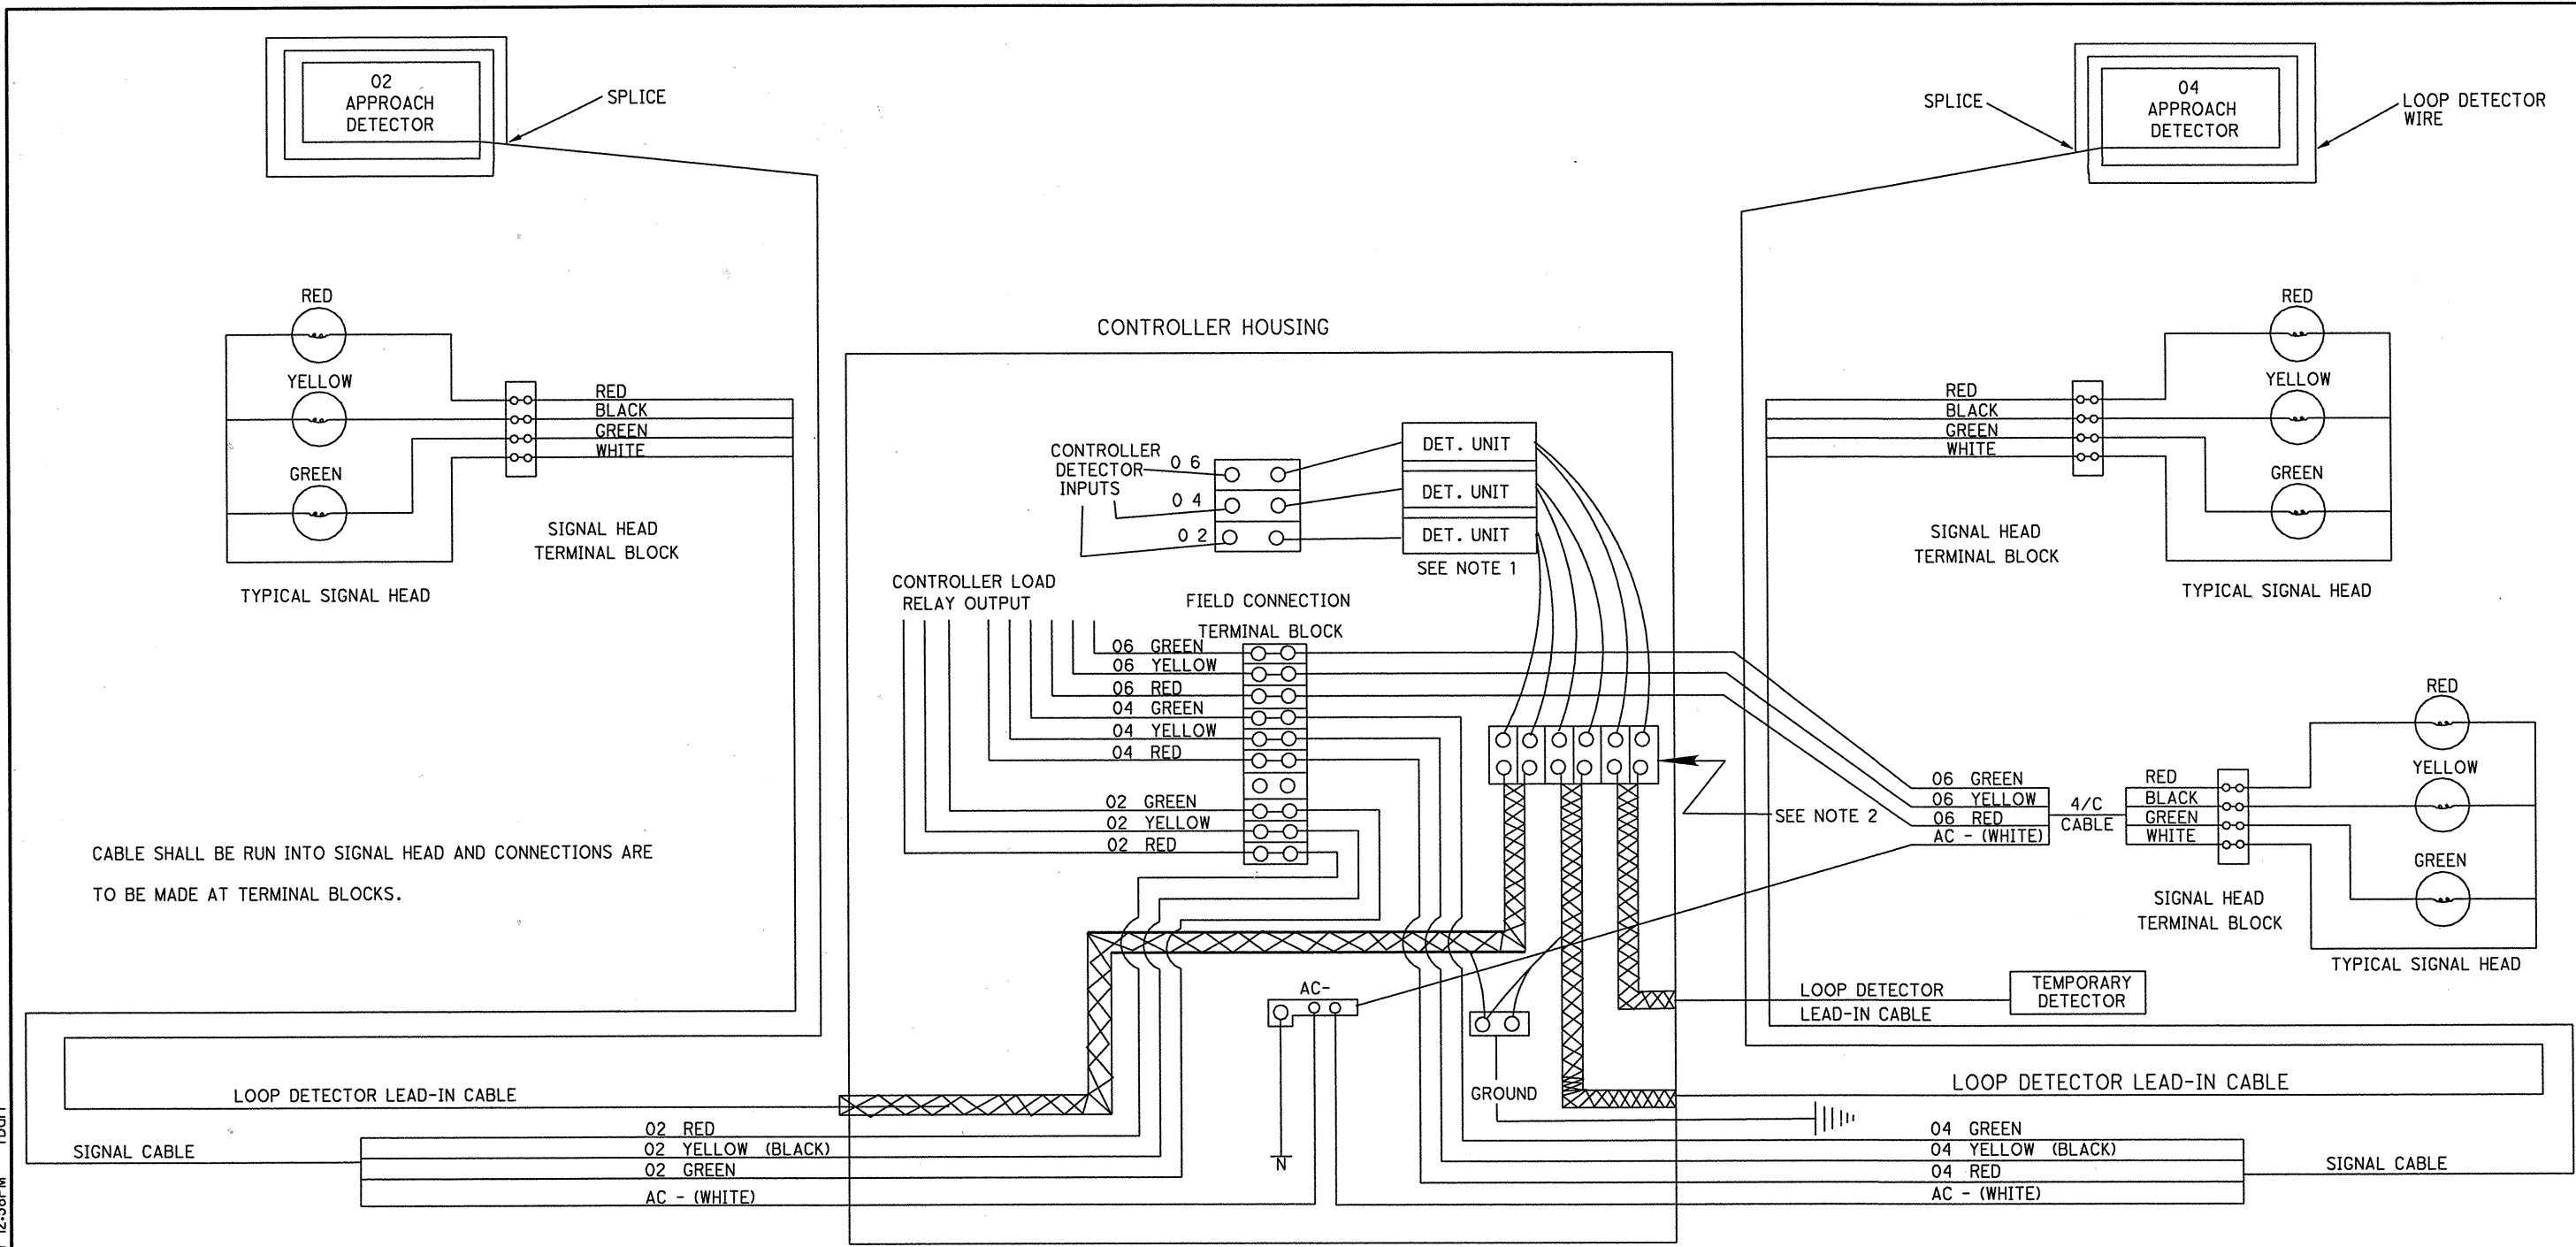 02
APPROACH
DETECTOR
SPLICE
SPLICE
04
APPROACH
DETECTOR
LOOP DETECTOR
WIRE
RED
YELLOW
GREEN
RED
BLACK
GREEN
WHITE
SIGNAL HEAD
TERMINAL BLOCK
TYPICAL SIGNAL HEAD
CONTROLLER HOUSING
CONTROLLER
DETECTOR
INPUTS
0 6
0 4
0 2
DET. UNIT
DET. UNIT
DET. UNIT
SEE NOTE 1
CONTROLLER LOAD
RELAY OUTPUT
FIELD CONNECTION
TERMINAL BLOCK
06 GREEN
06 YELLOW
06 RED
04 GREEN
04 YELLOW
04 RED
02 GREEN
02 YELLOW
02 RED
RED
BLACK
GREEN
WHITE
RED
YELLOW
GREEN
SIGNAL HEAD
TERMINAL BLOCK
TYPICAL SIGNAL HEAD
SEE NOTE 2
06 GREEN
06 YELLOW
06 RED
AC - (WHITE)
4/C
CABLE
RED
BLACK
GREEN
WHITE
RED
YELLOW
GREEN
SIGNAL HEAD
TERMINAL BLOCK
TYPICAL SIGNAL HEAD
CABLE SHALL BE RUN INTO SIGNAL HEAD AND CONNECTIONS ARE
TO BE MADE AT TERMINAL BLOCKS.
AC-
N
GROUND
LOOP DETECTOR
LEAD-IN CABLE
TEMPORARY
DETECTOR
LOOP DETECTOR LEAD-IN CABLE
LOOP DETECTOR LEAD-IN CABLE
SIGNAL CABLE
02 RED
02 YELLOW (BLACK)
02 GREEN
AC - (WHITE)
04 GREEN
04 YELLOW (BLACK)
04 RED
AC - (WHITE)
SIGNAL CABLE